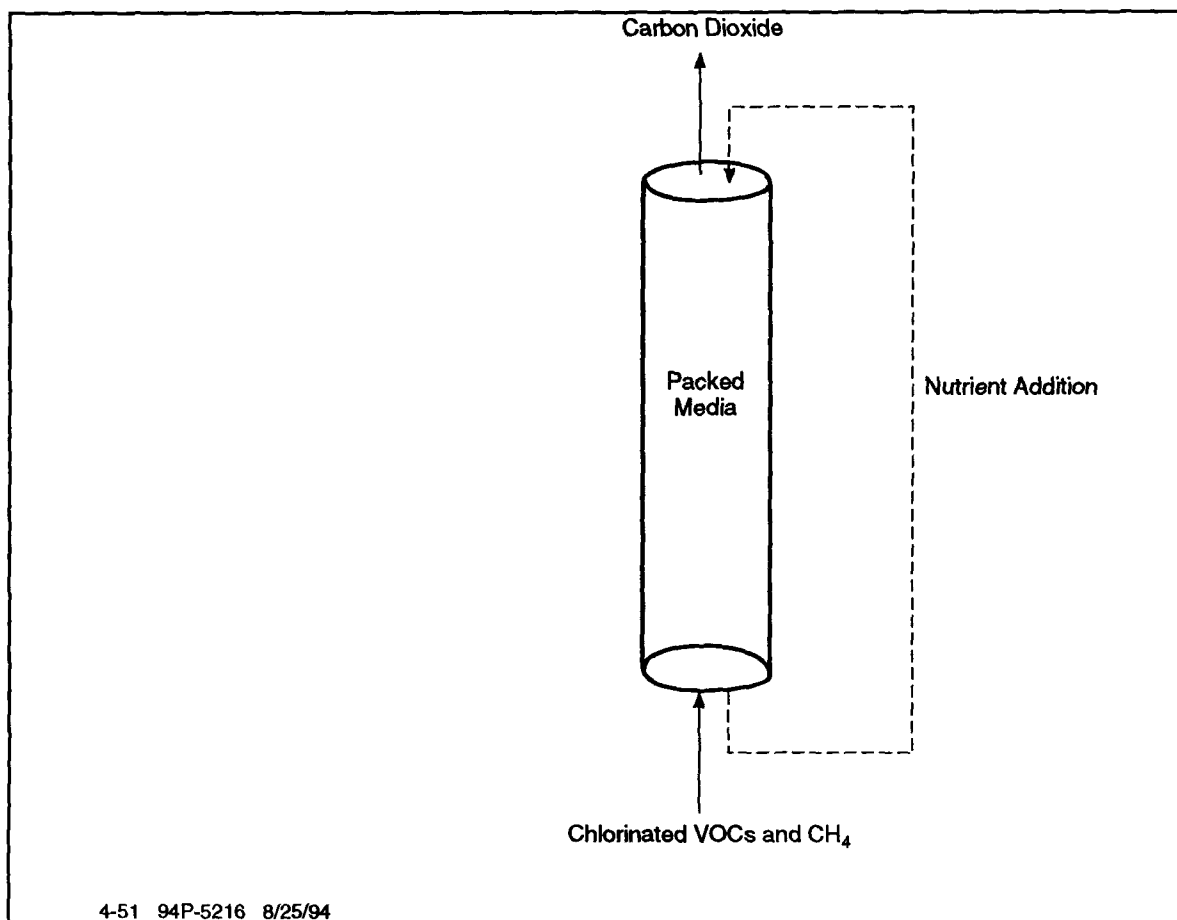 Carbon Dioxide
Packed
Media
Nutrient Addition
Chlorinated VOCs and CH₄
4-51 94P-5216 8/25/94